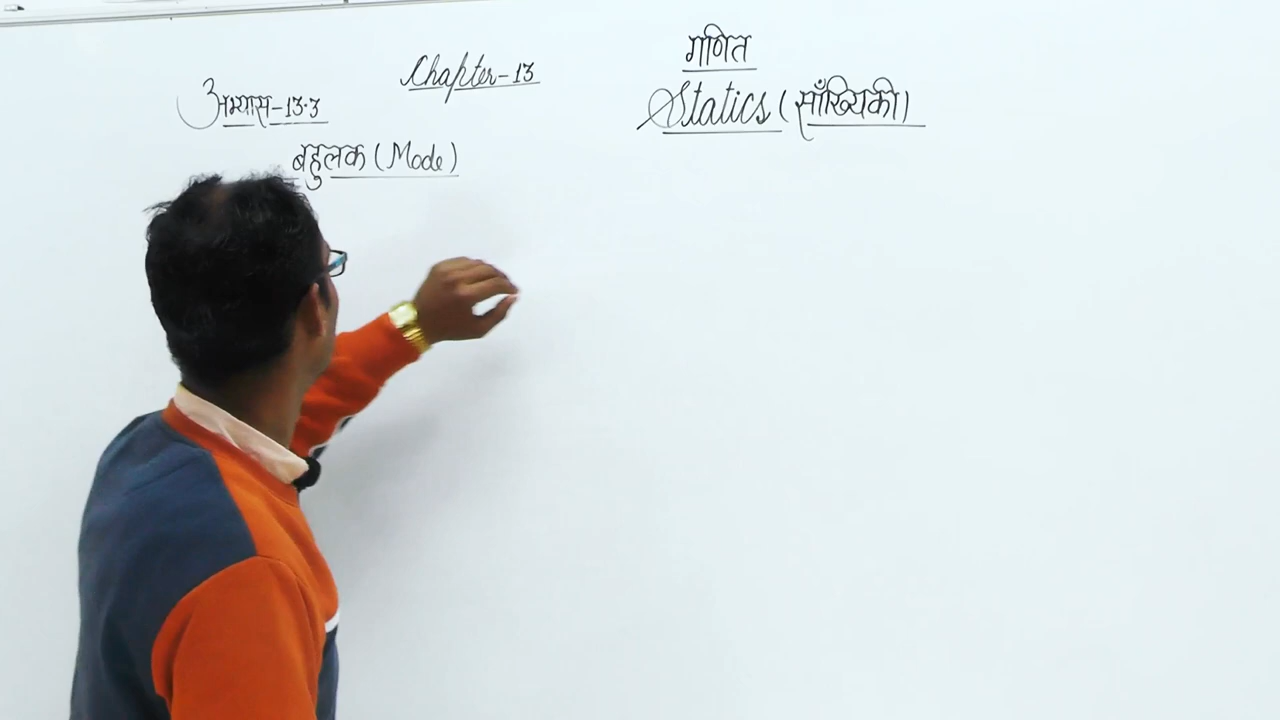 गणित
Chapter-13
Statics (साँख्यिकी)
अभ्यास-13.3
बहुलक (Mode)